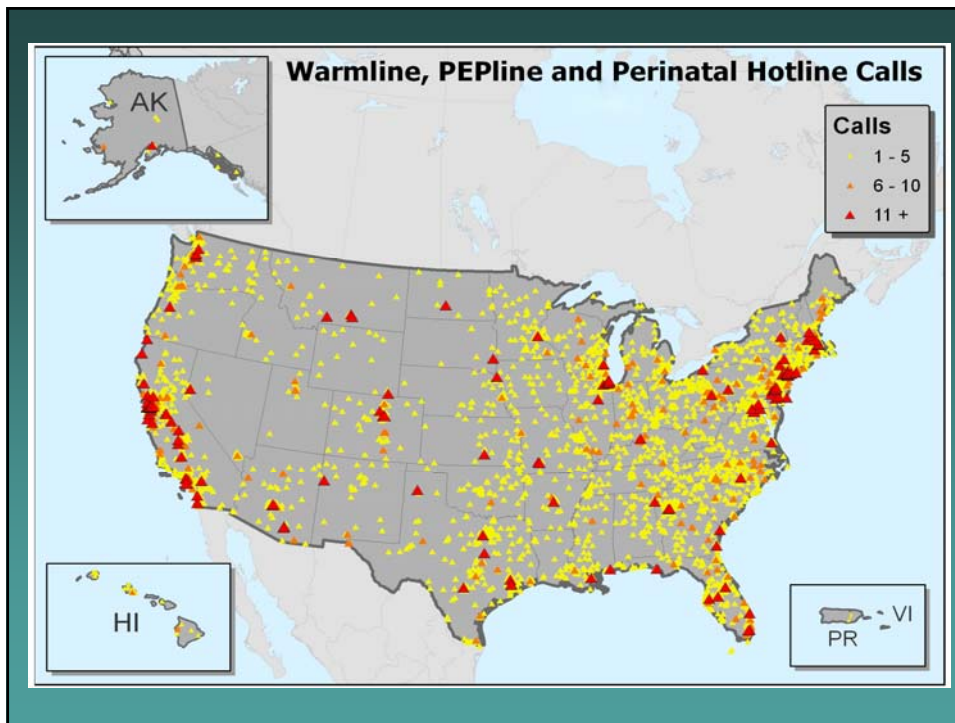 Warmline, PEPline and Perinatal Hotline Calls
AK
Calls
1 - 5
6 - 10
11 +
HI
PR
VI